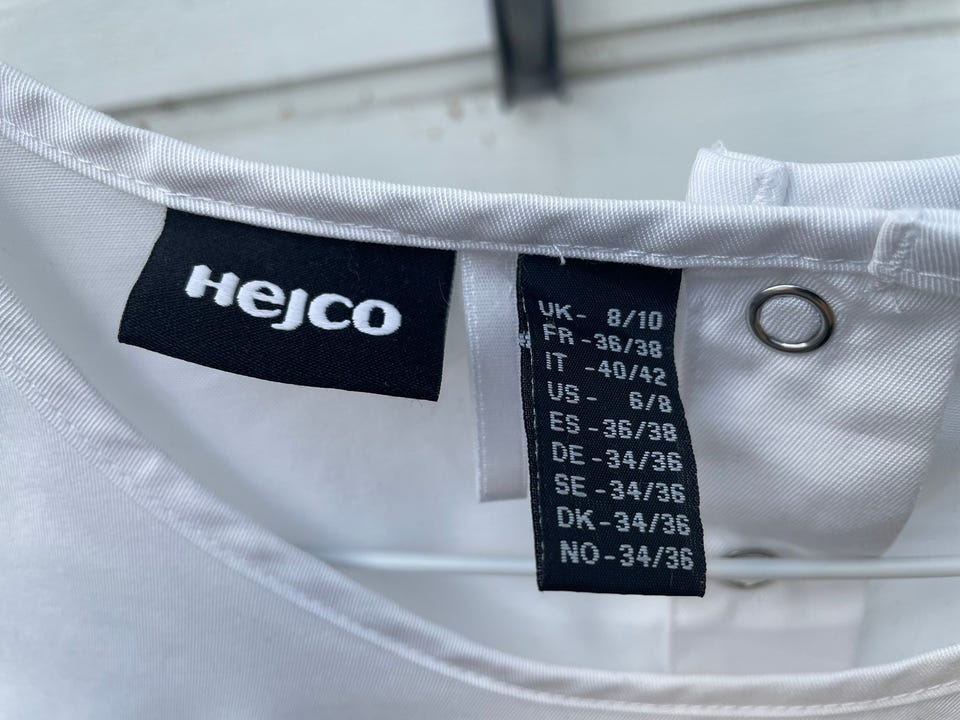 Hejco
UK- 8/10
FR-36/38
IT -40/42
US- 6/8
ES-36/38
DE-34/36
SE-34/36
DK-34/36
NO-34/36